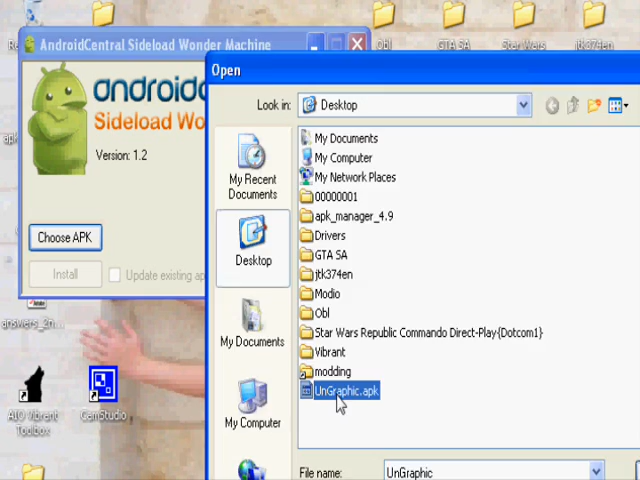 Obl
GTA SA
Star Wars
jtk374en
AndroidCentral Sideload Wonder Machine
Open
Look in:
Desktop
Sideload Wo
Version: 1.2
My Recent
Documents
Desktop
My Documents
My Computer
My Documents
My Computer
My Network Places
00000001
apk_manager_4.9
Drivers
GTA SA
jtk374en
Modio
Obl
Star Wars Republic Commando Direct-Play{Dotcom1}
Vibrant
modding
UnGraphic.apk
File name:
UnGraphic
Choose APK
Install
Update existing ap
answers_2n...
AIO Vibrant
Toolbox
CamStudio